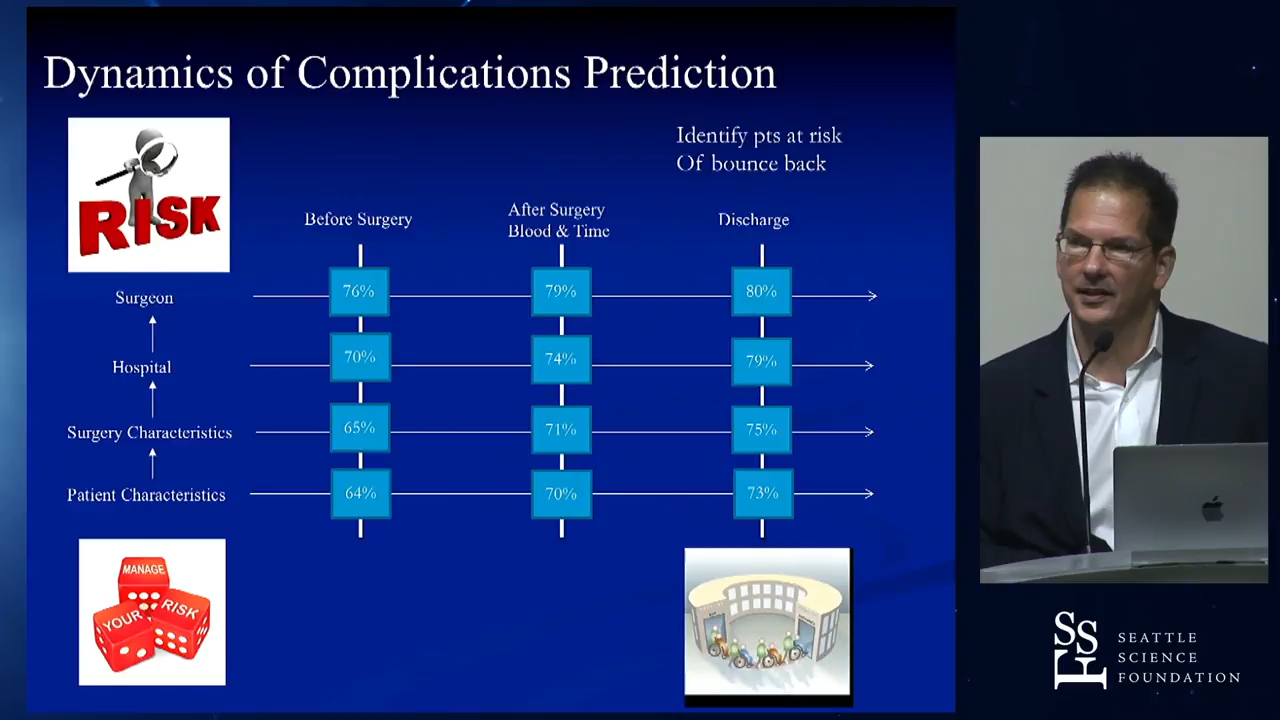 Dynamics of Complications Prediction
Identify pts at risk
Of bounce back
RISK
Before Surgery
After Surgery
Blood & Time
Discharge
Surgeon
76%
79%
80%
Hospital
70%
74%
79%
Surgery Characteristics
65%
71%
75%
Patient Characteristics
64%
70%
73%
MANAGE
YOUR
RISK
SSF
SEATTLE
SCIENCE
FOUNDATION